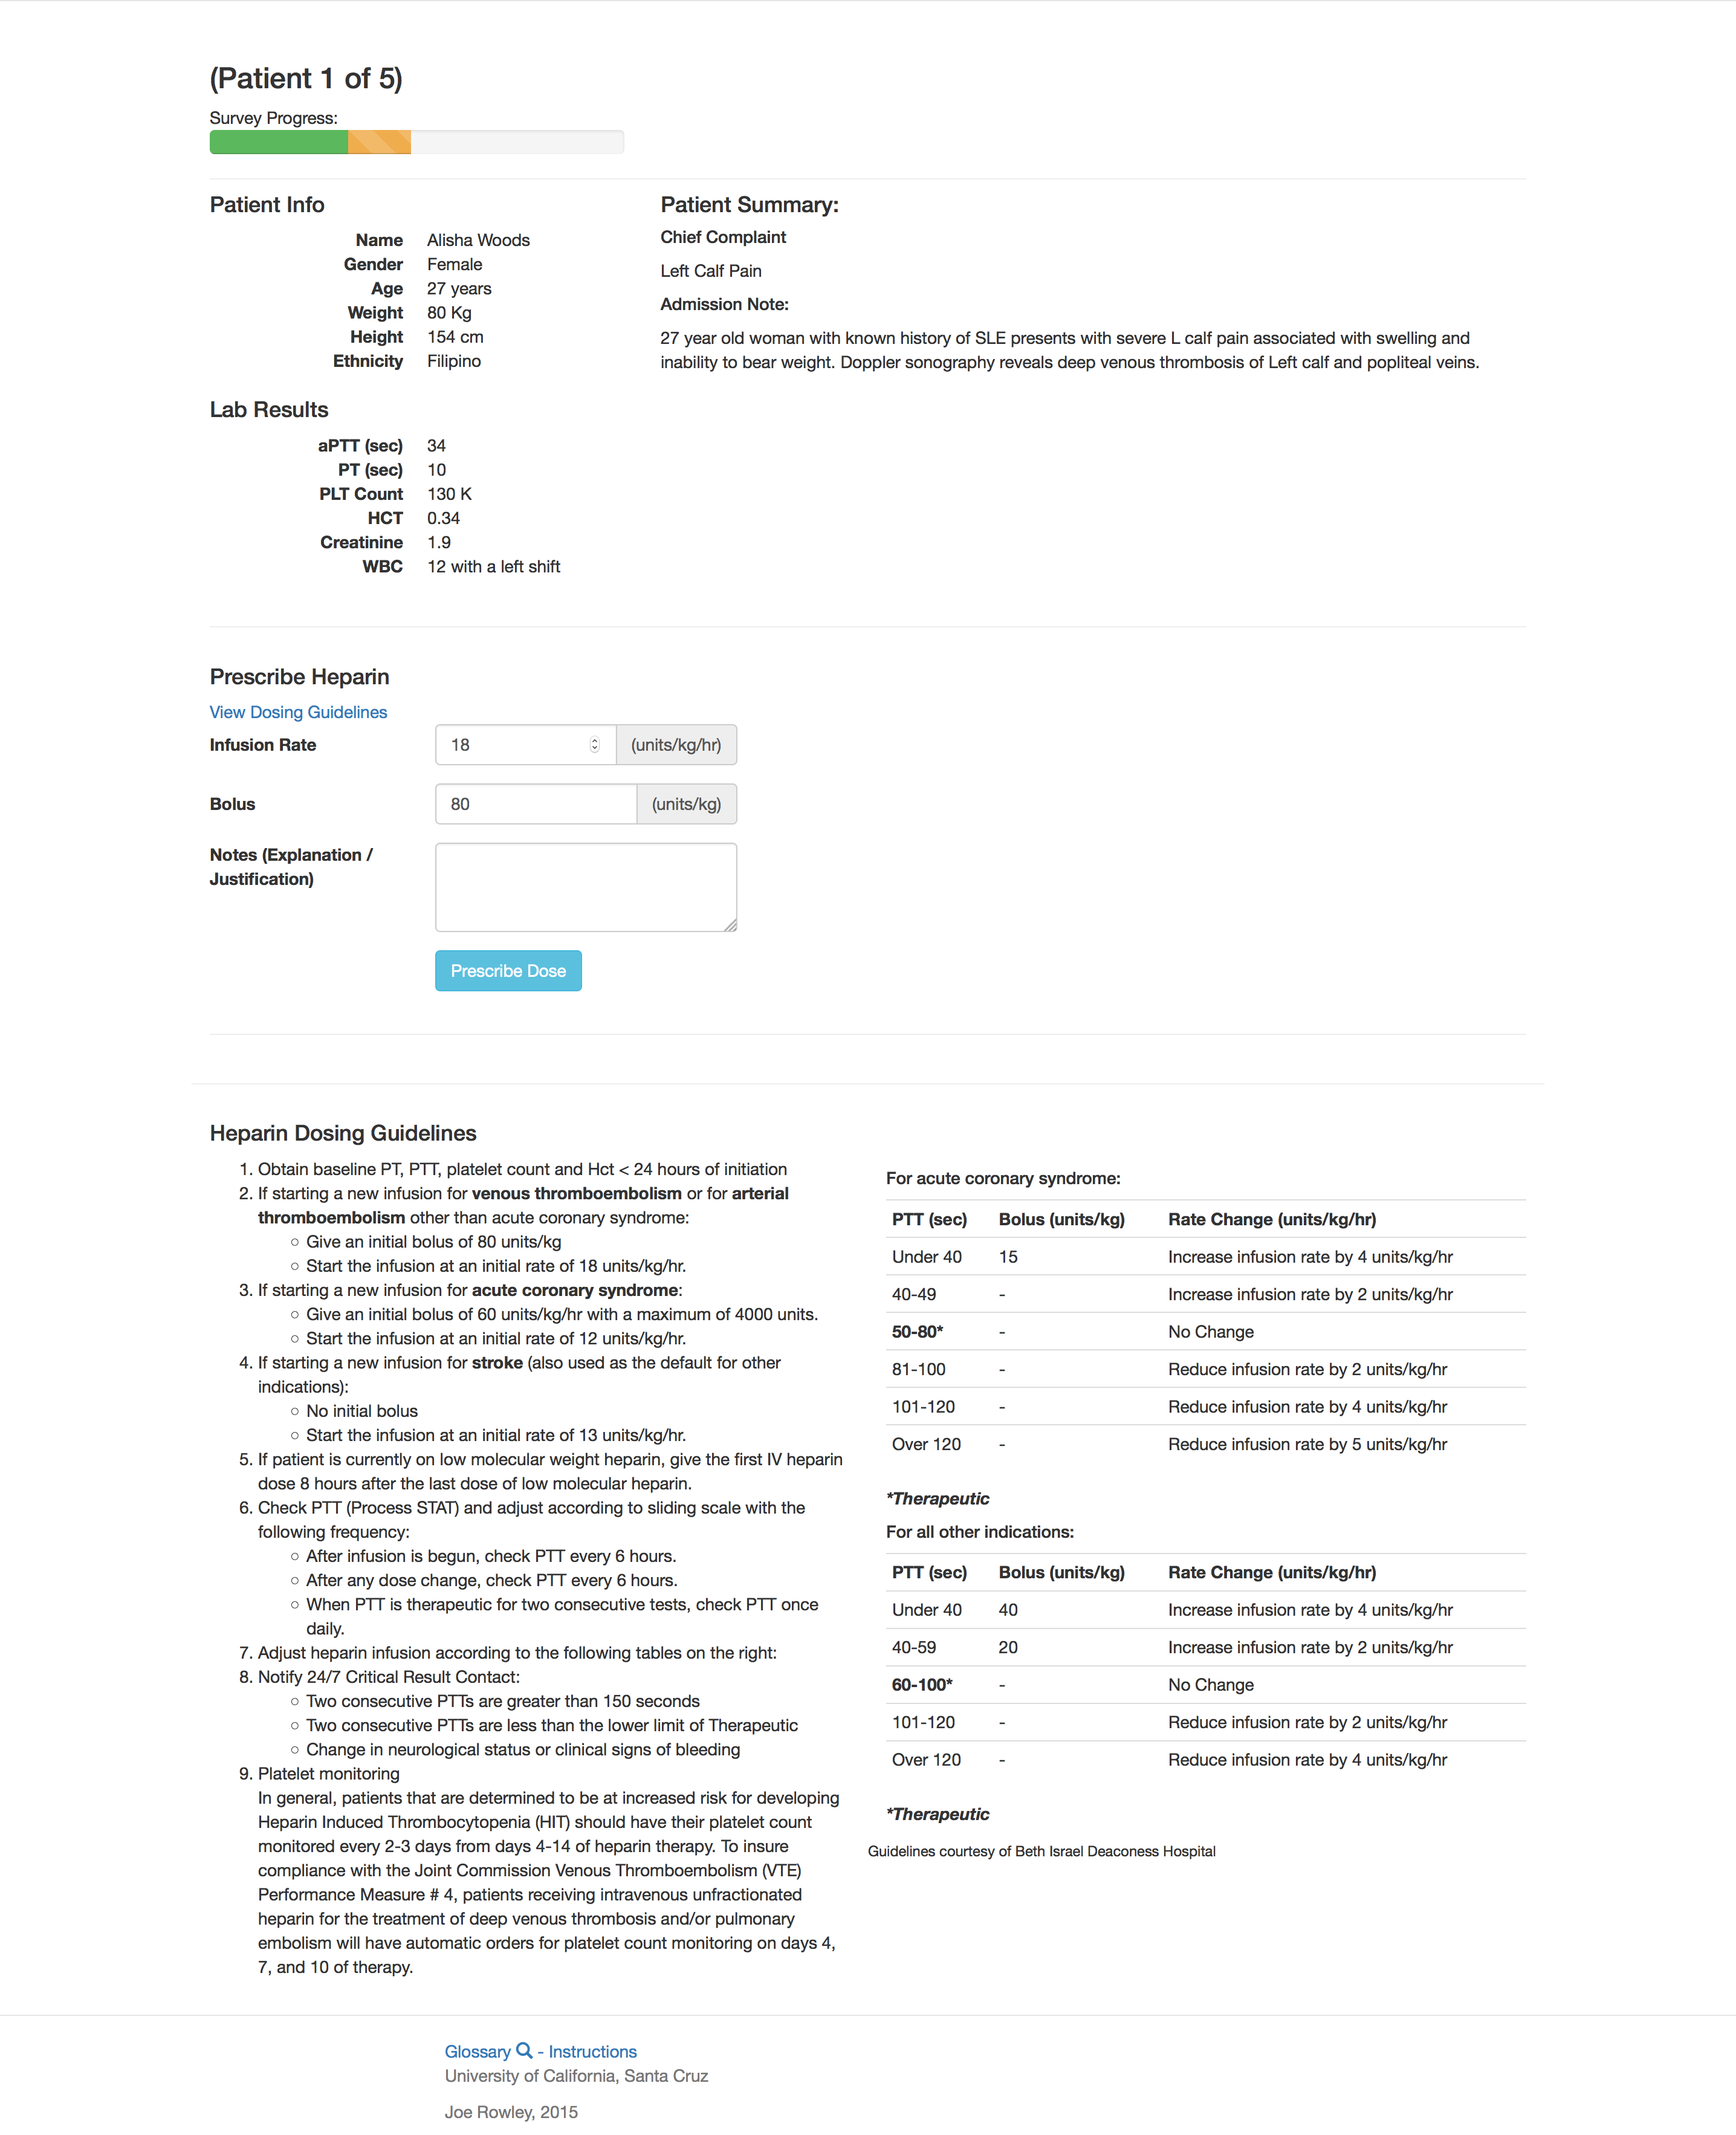 (Patient 1 of 5)
Survey Progress:
Patient Info
Name Alisha Woods
Gender Female
Age 27 years
Weight 80 Kg
Height 154 cm
Ethnicity Filipino
Lab Results
aPTT (sec) 34
PT (sec) 10
PLT Count 130 K
HCT 0.34
Creatinine 1.9
WBC 12 with a left shift
Patient Summary:
Chief Complaint
Left Calf Pain
Admission Note:
27 year old woman with known history of SLE presents with severe L calf pain associated with swelling and
inability to bear weight. Doppler sonography reveals deep venous thrombosis of Left calf and popliteal veins.
Prescribe Heparin
View Dosing Guidelines
Infusion Rate 18 (units/kg/hr)
Bolus 80 (units/kg)
Notes (Explanation /
Justification)
Prescribe Dose
Heparin Dosing Guidelines
1. Obtain baseline PT, PTT, platelet count and Hct < 24 hours of initiation
2. If starting a new infusion for venous thromboembolism or for arterial
thromboembolism other than acute coronary syndrome:
○ Give an initial bolus of 80 units/kg
○ Start the infusion at an initial rate of 18 units/kg/hr.
3. If starting a new infusion for acute coronary syndrome:
○ Give an initial bolus of 60 units/kg/hr with a maximum of 4000 units.
○ Start the infusion at an initial rate of 12 units/kg/hr.
4. If starting a new infusion for stroke (also used as the default for other
indications):
○ No initial bolus
○ Start the infusion at an initial rate of 13 units/kg/hr.
5. If patient is currently on low molecular weight heparin, give the first IV heparin
dose 8 hours after the last dose of low molecular heparin.
6. Check PTT (Process STAT) and adjust according to sliding scale with the
following frequency:
○ After infusion is begun, check PTT every 6 hours.
○ After any dose change, check PTT every 6 hours.
○ When PTT is therapeutic for two consecutive tests, check PTT once
daily.
7. Adjust heparin infusion according to the following tables on the right:
8. Notify 24/7 Critical Result Contact:
○ Two consecutive PTTs are greater than 150 seconds
○ Two consecutive PTTs are less than the lower limit of Therapeutic
○ Change in neurological status or clinical signs of bleeding
9. Platelet monitoring
In general, patients that are determined to be at increased risk for developing
Heparin Induced Thrombocytopenia (HIT) should have their platelet count
monitored every 2-3 days from days 4-14 of heparin therapy. To insure
compliance with the Joint Commission Venous Thromboembolism (VTE)
Performance Measure # 4, patients receiving intravenous unfractionated
heparin for the treatment of deep venous thrombosis and/or pulmonary
embolism will have automatic orders for platelet count monitoring on days 4,
7, and 10 of therapy.
For acute coronary syndrome:
PTT (sec) Bolus (units/kg) Rate Change (units/kg/hr)
Under 40 15 Increase infusion rate by 4 units/kg/hr
40-49 - Increase infusion rate by 2 units/kg/hr
50-80* - No Change
81-100 - Reduce infusion rate by 2 units/kg/hr
101-120 - Reduce infusion rate by 4 units/kg/hr
Over 120 - Reduce infusion rate by 5 units/kg/hr
*Therapeutic
For all other indications:
PTT (sec) Bolus (units/kg) Rate Change (units/kg/hr)
Under 40 40 Increase infusion rate by 4 units/kg/hr
40-59 20 Increase infusion rate by 2 units/kg/hr
60-100* - No Change
101-120 - Reduce infusion rate by 2 units/kg/hr
Over 120 - Reduce infusion rate by 4 units/kg/hr
*Therapeutic
Guidelines courtesy of Beth Israel Deaconess Hospital
Glossary - Instructions
University of California, Santa Cruz
Joe Rowley, 2015